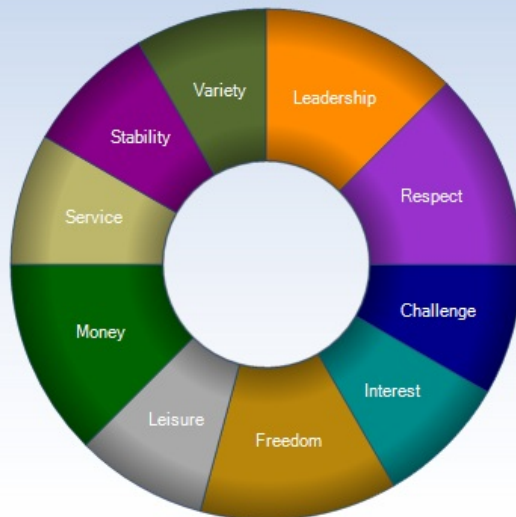 Variety
Leadership
Stability
Respect
Service
Challenge
Money
Interest
Leisure
Freedom